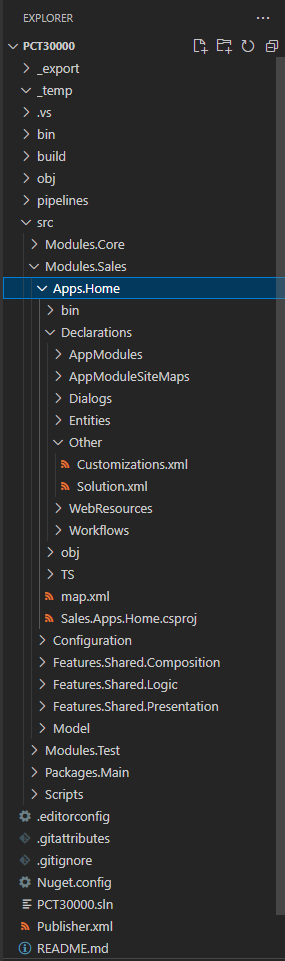 EXPLORER
PCT30000
_export
_temp
.vs
bin
build
obj
pipelines
src
Modules.Core
Modules.Sales
Apps.Home
bin
Declarations
AppModules
AppModuleSiteMaps
Dialogs
Entities
Other
Customizations.xml
Solution.xml
WebResources
Workflows
obj
TS
map.xml
Sales.Apps.Home.csproj
Configuration
Features.Shared.Composition
Features.Shared.Logic
Features.Shared.Presentation
Model
Modules.Test
Packages.Main
Scripts
.editorconfig
.gitattributes
.gitignore
Nuget.config
PCT30000.sln
Publisher.xml
README.md